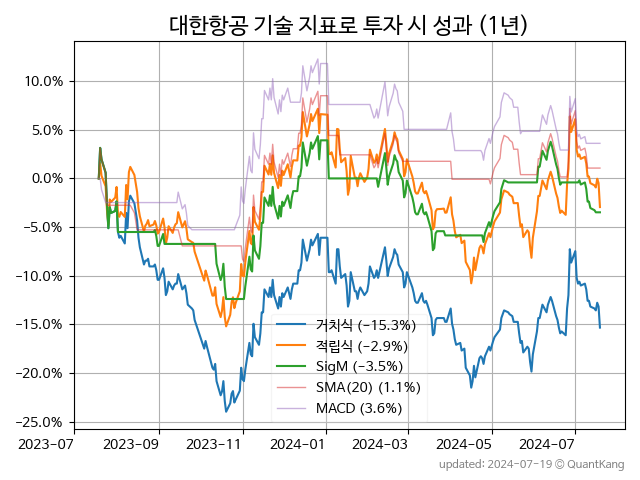 대한항공 기술 지표로 투자 시 성과 (1년)
10.0%
5.0%
0.0%
−5.0%
−10.0%
−15.0%
−20.0%
−25.0%
거치식 (−15.3%)
적립식 (−2.9%)
SigM (−3.5%)
SMA(20) (1.1%)
MACD (3.6%)
2023-07 2023-09 2023-11 2024-01 2024-03 2024-05 2024-07
updated: 2024-07-19 © QuantKang